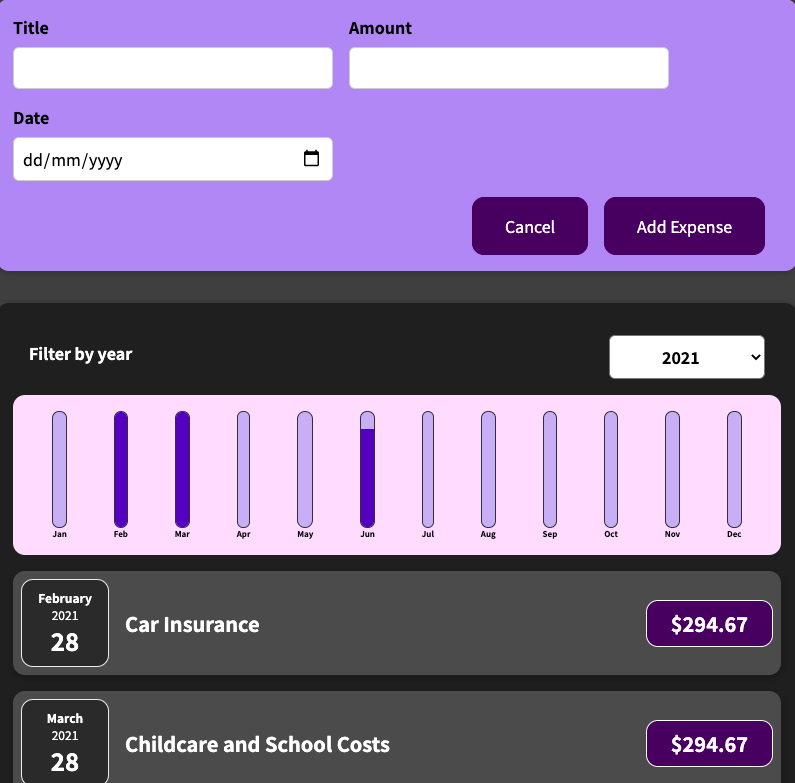 Title
Amount
Date
dd/mm/yyyy
Cancel
Add Expense
Filter by year
2021
Jan Feb Mar Apr May Jun Jul Aug Sep Oct Nov Dec
February
2021
28
Car Insurance
$294.67
March
2021
28
Childcare and School Costs
$294.67